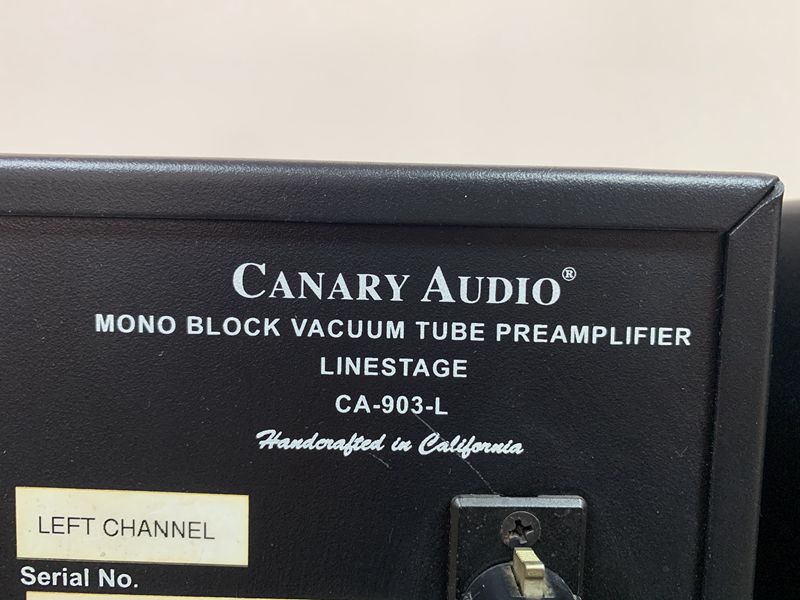 CANARY AUDIO®
MONO BLOCK VACUUM TUBE PREAMPLIFIER
LINESTAGE
CA-903-L
Handcrafted in California
LEFT CHANNEL
Serial No.